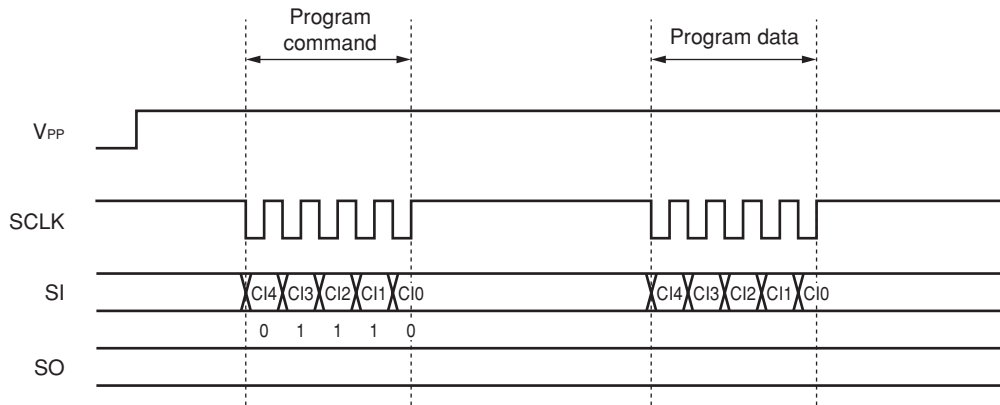 Program
command
Program data
VPP
SCLK
SI
CI4 CI3 CI2 CI1 CI0
CI4 CI3 CI2 CI1 CI0
0 1 1 1 0
SO